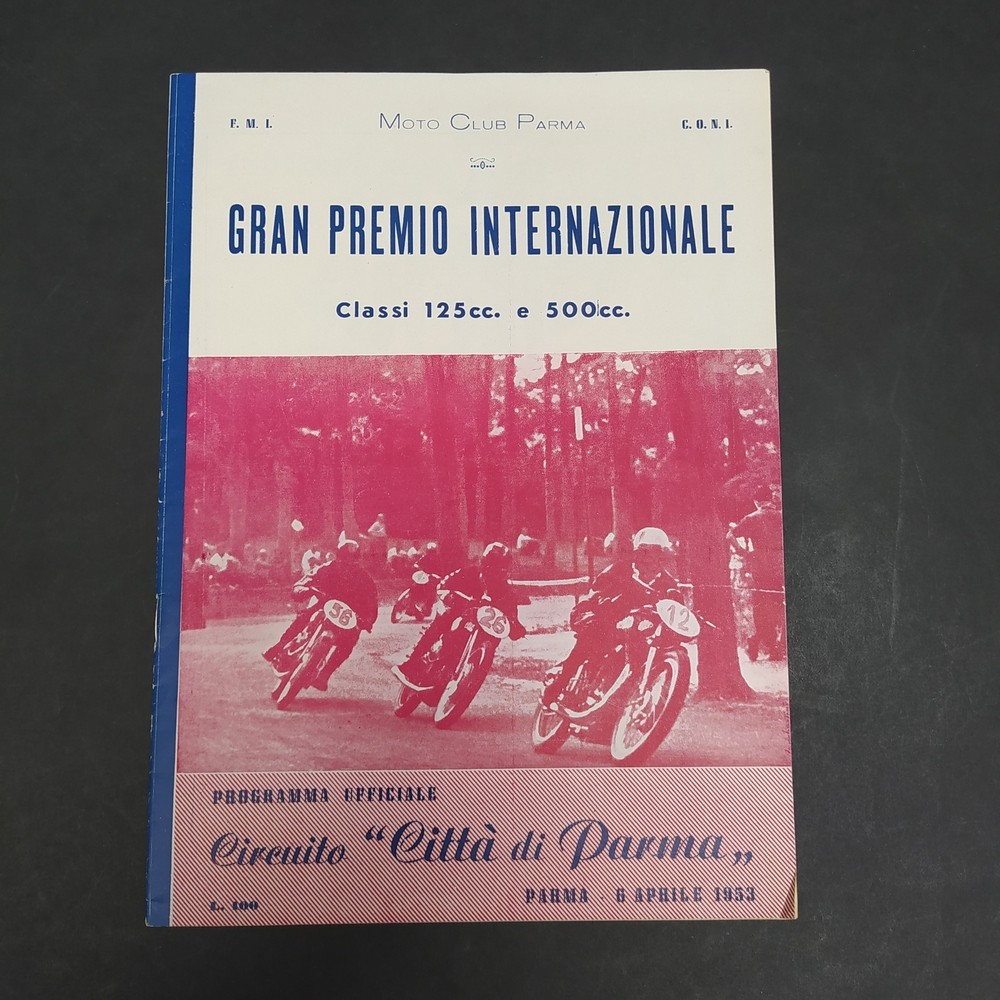 F. M. I.
MOTO CLUB PARMA
C. O. N. I.
GRAN PREMIO INTERNAZIONALE
Classi 125cc. e 500cc.
56
26
12
PROGRAMMA UFFICIALE
Circuito “Città di Parma„
PARMA - 6 APRILE 1953
L. 100